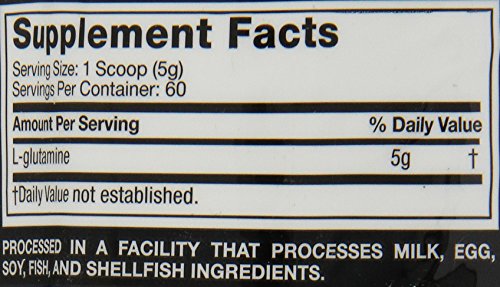 Supplement Facts
Serving Size: 1 Scoop (5g)
Servings Per Container: 60
Amount Per Serving % Daily Value
L-glutamine 5g †
†Daily Value not established.
PROCESSED IN A FACILITY THAT PROCESSES MILK, EGG,
SOY, FISH, AND SHELLFISH INGREDIENTS.